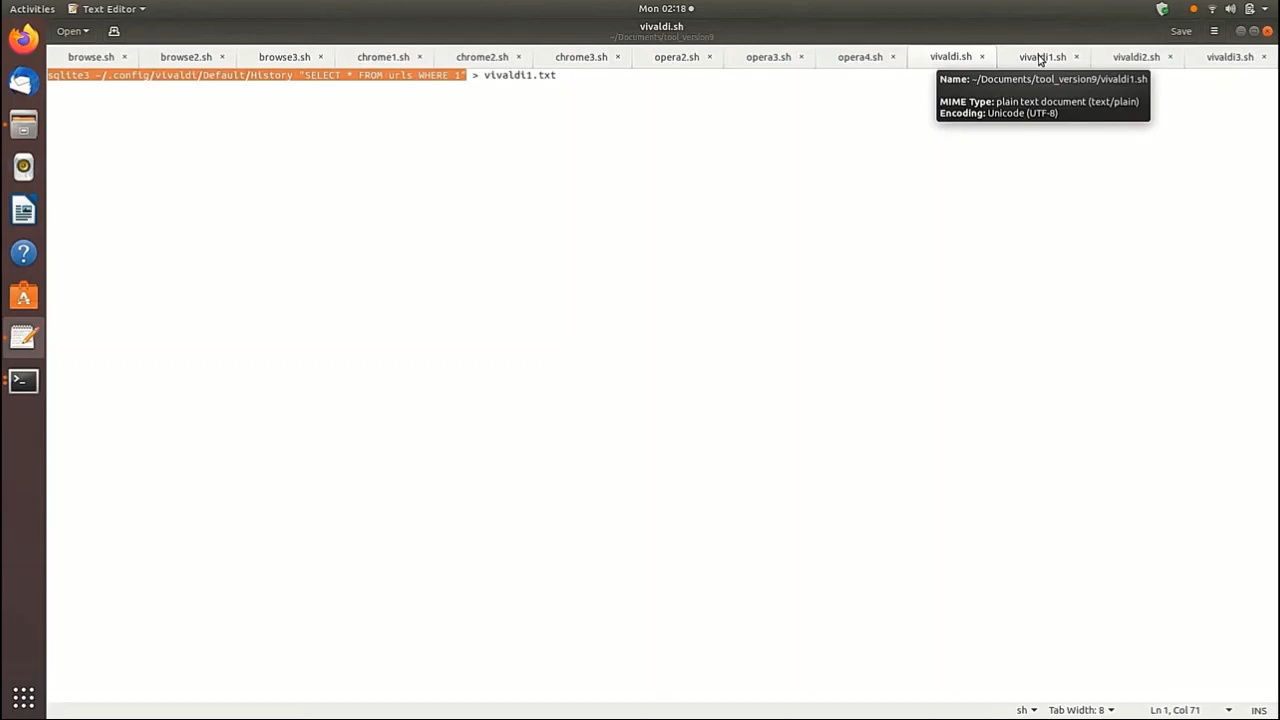 Activities Text Editor Mon 02:18
Open vivaldi.sh Save
~/Documents/tool_version9
browse.sh × browse2.sh × browse3.sh × chrome1.sh × chrome2.sh × chrome3.sh × opera2.sh × opera3.sh × opera4.sh × vivaldi.sh × vivaldi1.sh × vivaldi2.sh × vivaldi3.sh ×
sqlite3 ~/.config/vivaldi/Default/History "SELECT * FROM urls WHERE 1" > vivaldi1.txt
Name: ~/Documents/tool_version9/vivaldi1.sh
MIME Type: plain text document (text/plain)
Encoding: Unicode (UTF-8)
sh Tab Width: 8 Ln 1, Col 71 INS